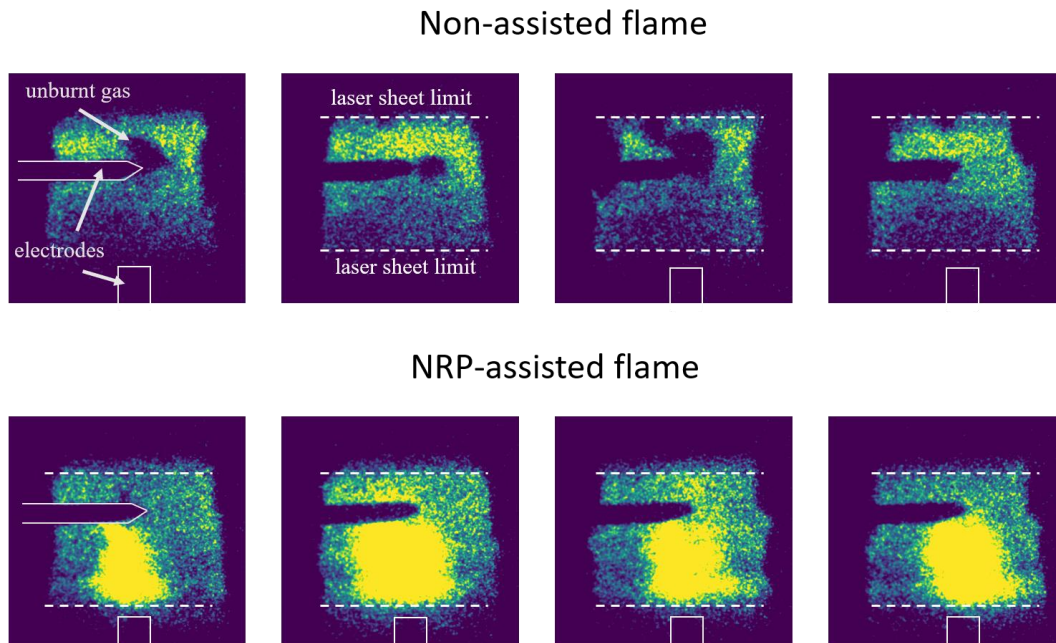 Non-assisted flame
unburnt gas
electrodes
laser sheet limit
laser sheet limit
NRP-assisted flame